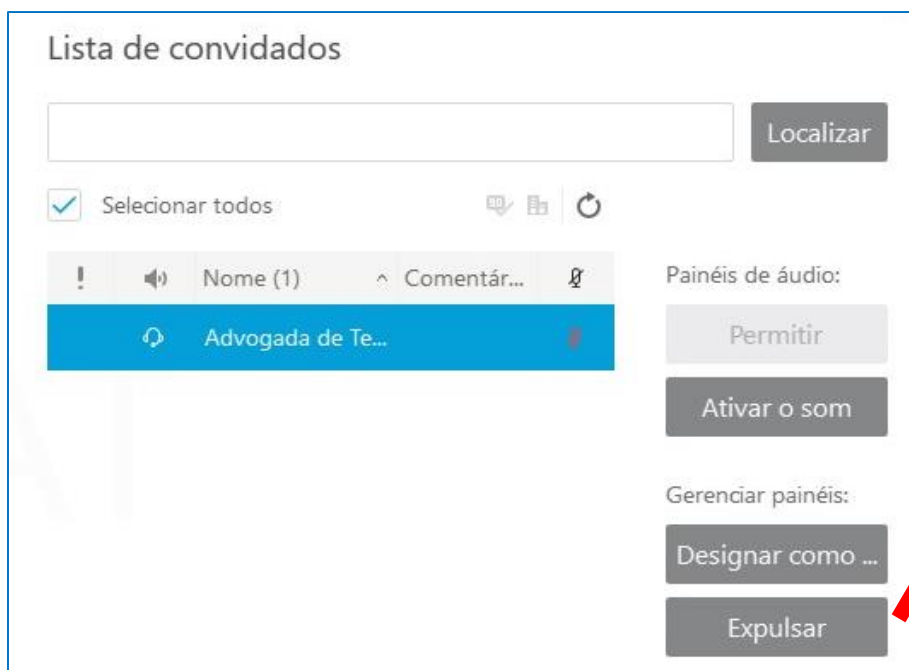 Lista de convidados
Localizar
Selecionar todos
! Nome (1) ^ Comentár...
Advogada de Te...
Painéis de áudio:
Permitir
Ativar o som
Gerenciar painéis:
Designar como ...
Expulsar